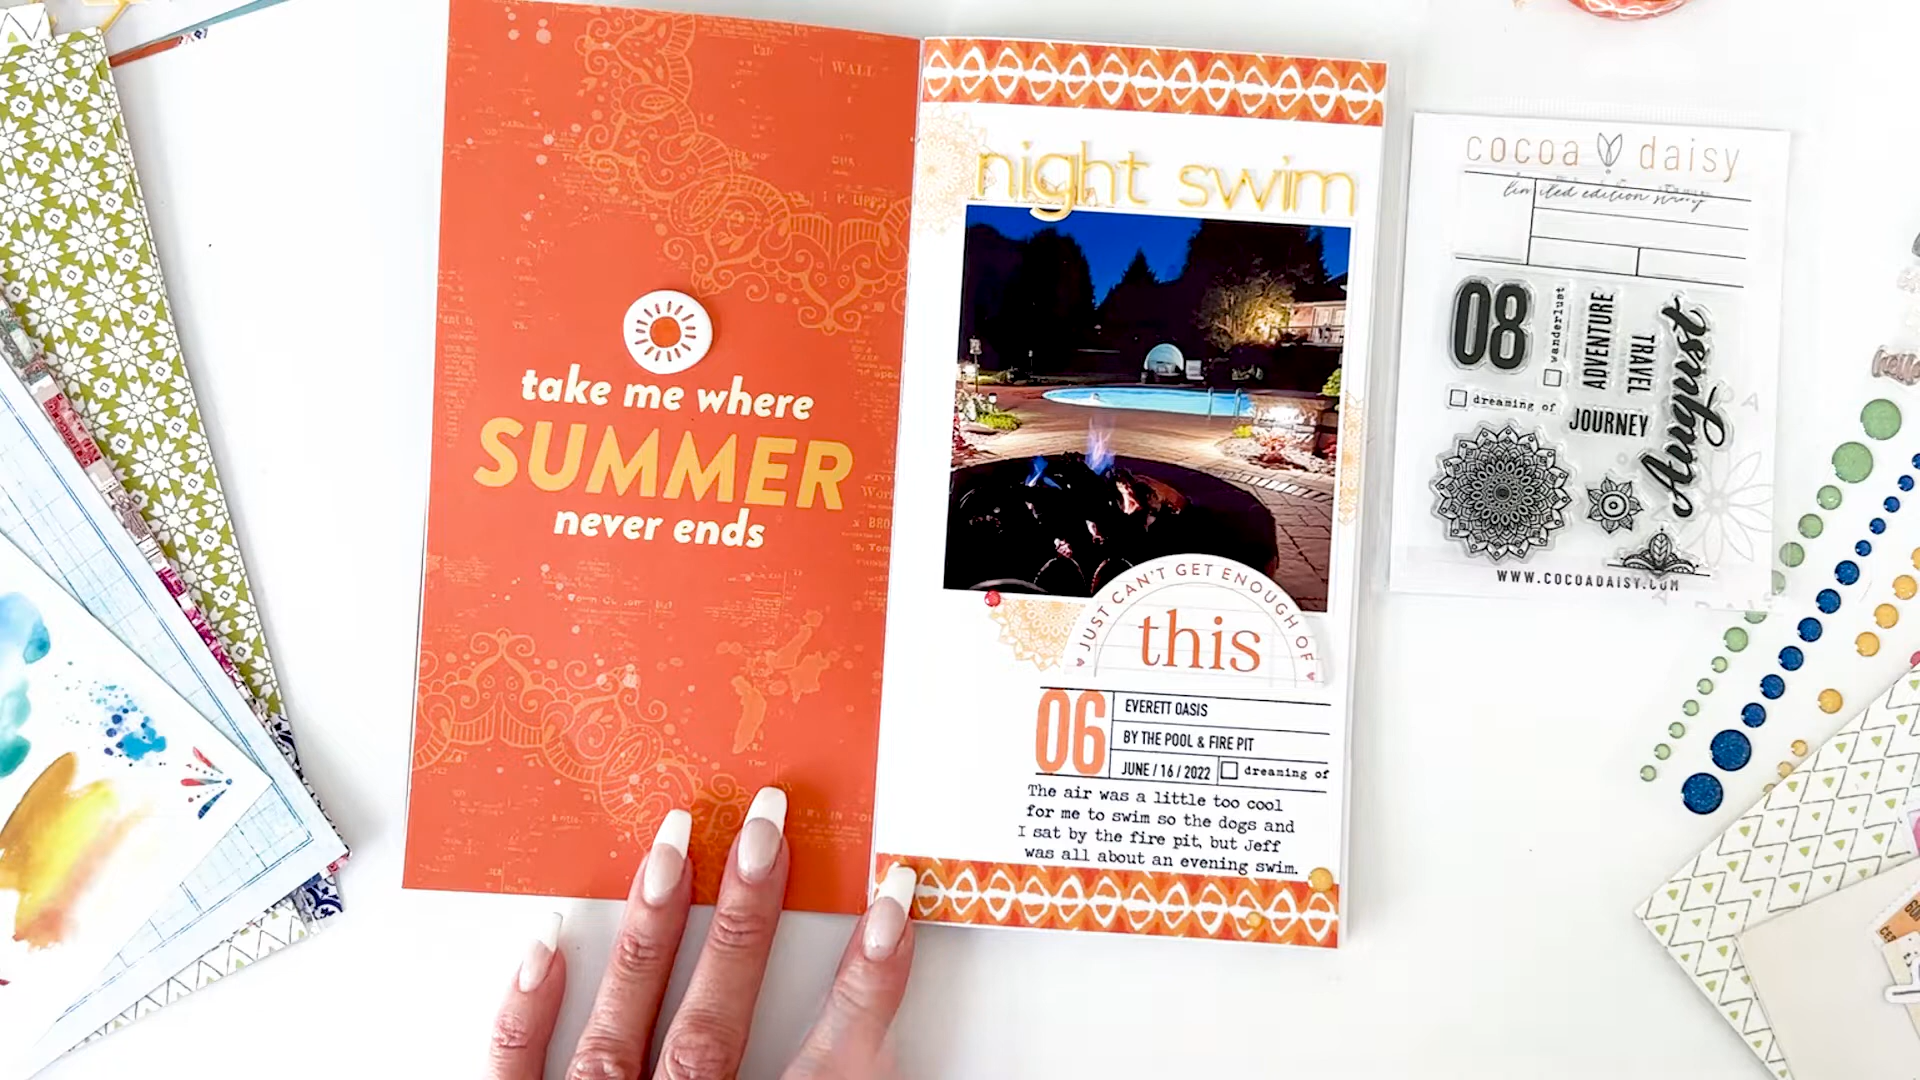 take me where
SUMMER
never ends
night swim
JUST CAN'T GET ENOUGH OF
this
06
EVERETT OASIS
BY THE POOL & FIRE PIT
JUNE / 16 / 2022
dreaming of
The air was a little too cool
for me to swim so the dogs and
I sat by the fire pit, but Jeff
was all about an evening swim.
cocoa daisy
limited edition stamp
08
wanderlust
ADVENTURE
TRAVEL
August
dreaming of
JOURNEY
WWW.COCOADAISY.COM
hello
WALL